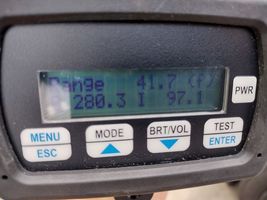 Range 41.7 (f)
280.3 I 97.1
PWR
MENU
ESC
MODE
BRT/VOL
TEST
ENTER